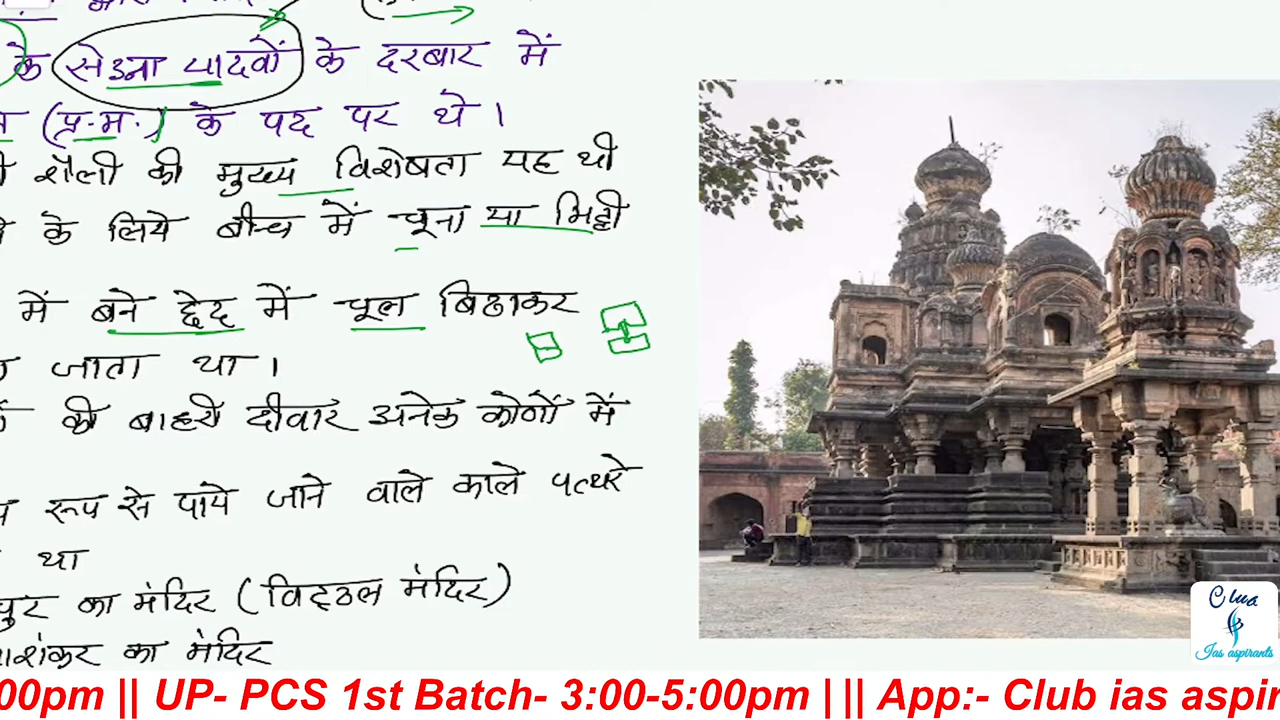 के सेउना यादवों के दरबार में
(प्र.म.) के पद पर थे।
शैली की मुख्य विशेषता यह थी
के लिये बीच में चूना या मिट्टी
में बने छेद में चूल बिठाकर
जाता था।
की बाहरी दीवार अनेक कोणों में
रूप से पाये जाने वाले काले पत्थरे
था
पुर का मंदिर (विट्ठल मंदिर)
शंकर का मंदिर
Club
Ias aspirants
00pm || UP- PCS 1st Batch- 3:00-5:00pm | || App:- Club ias aspir